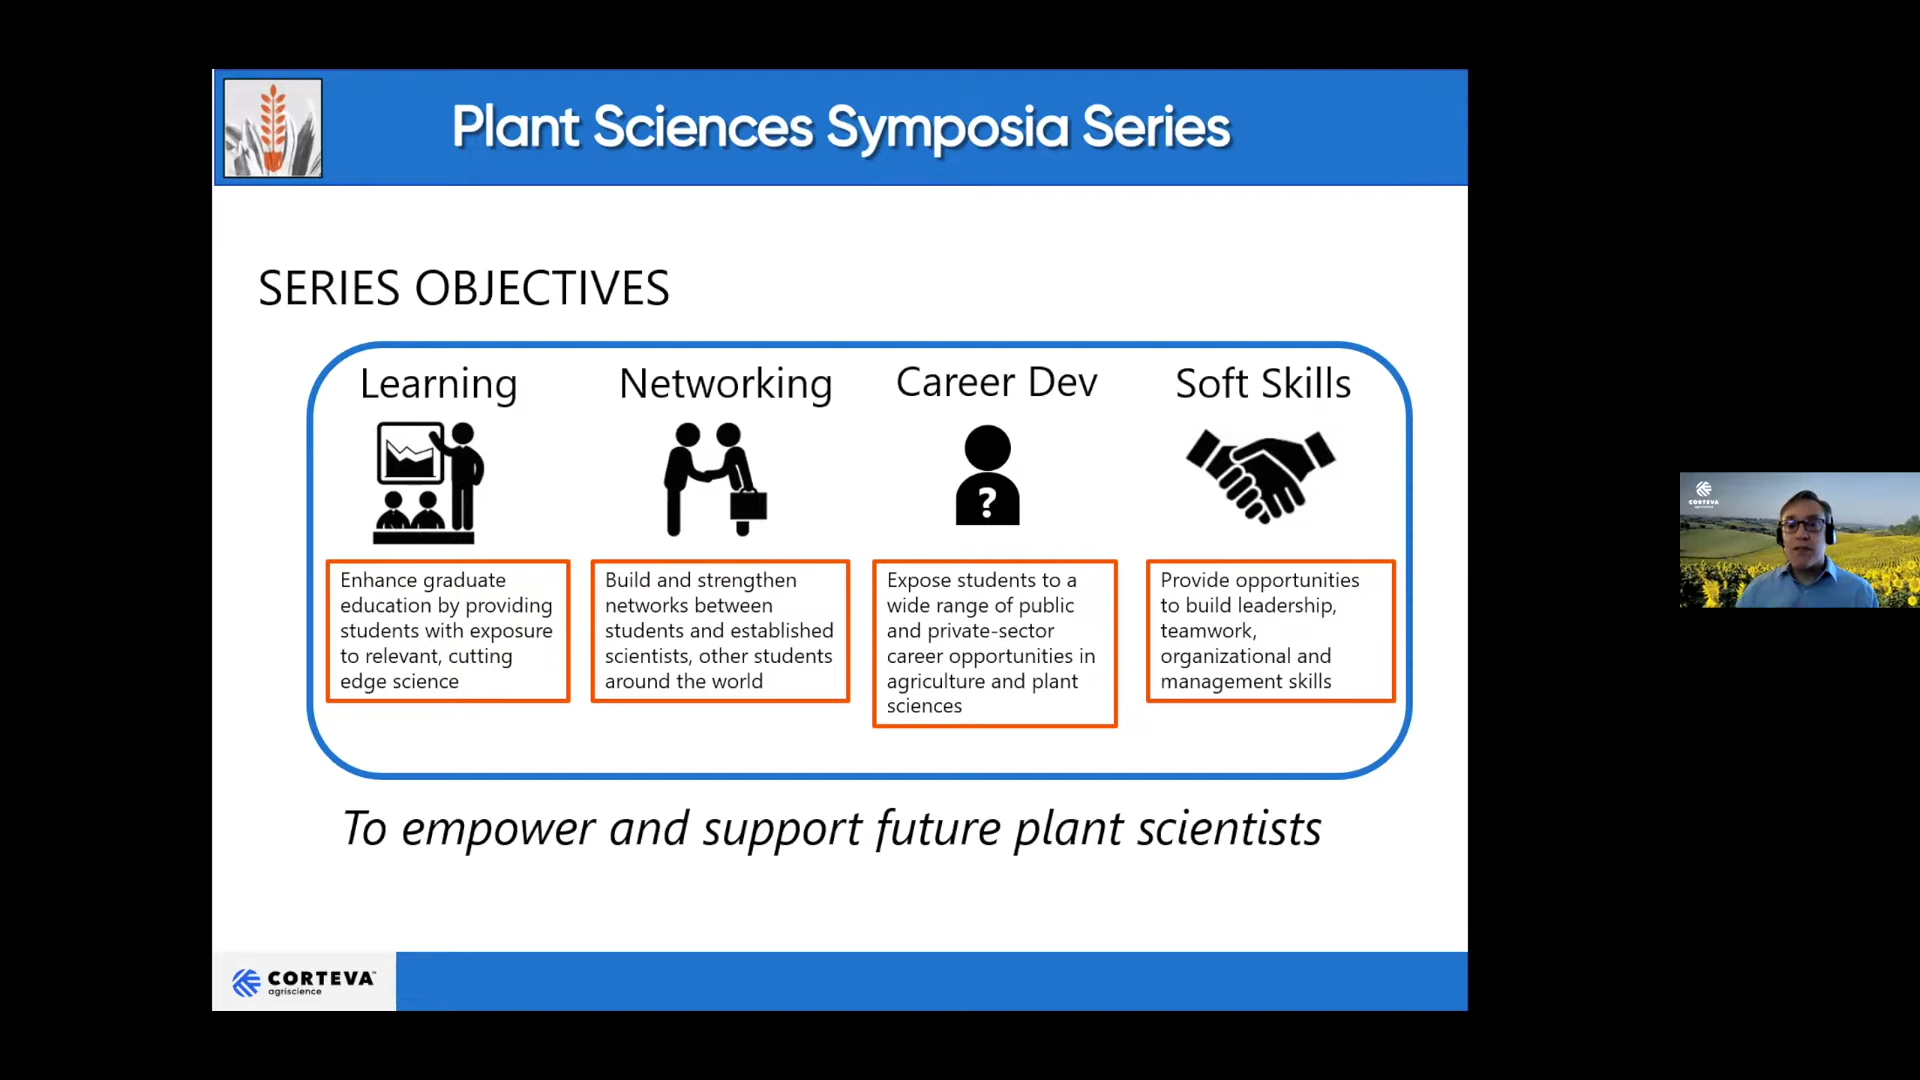 Plant Sciences Symposia Series
SERIES OBJECTIVES
Learning
Networking
Career Dev
Soft Skills
?
Enhance graduate
education by providing
students with exposure
to relevant, cutting
edge science
Build and strengthen
networks between
students and established
scientists, other students
around the world
Expose students to a
wide range of public
and private-sector
career opportunities in
agriculture and plant
sciences
Provide opportunities
to build leadership,
teamwork,
organizational and
management skills
To empower and support future plant scientists
CORTEVA™
agriscience
CORTEVA
agriscience